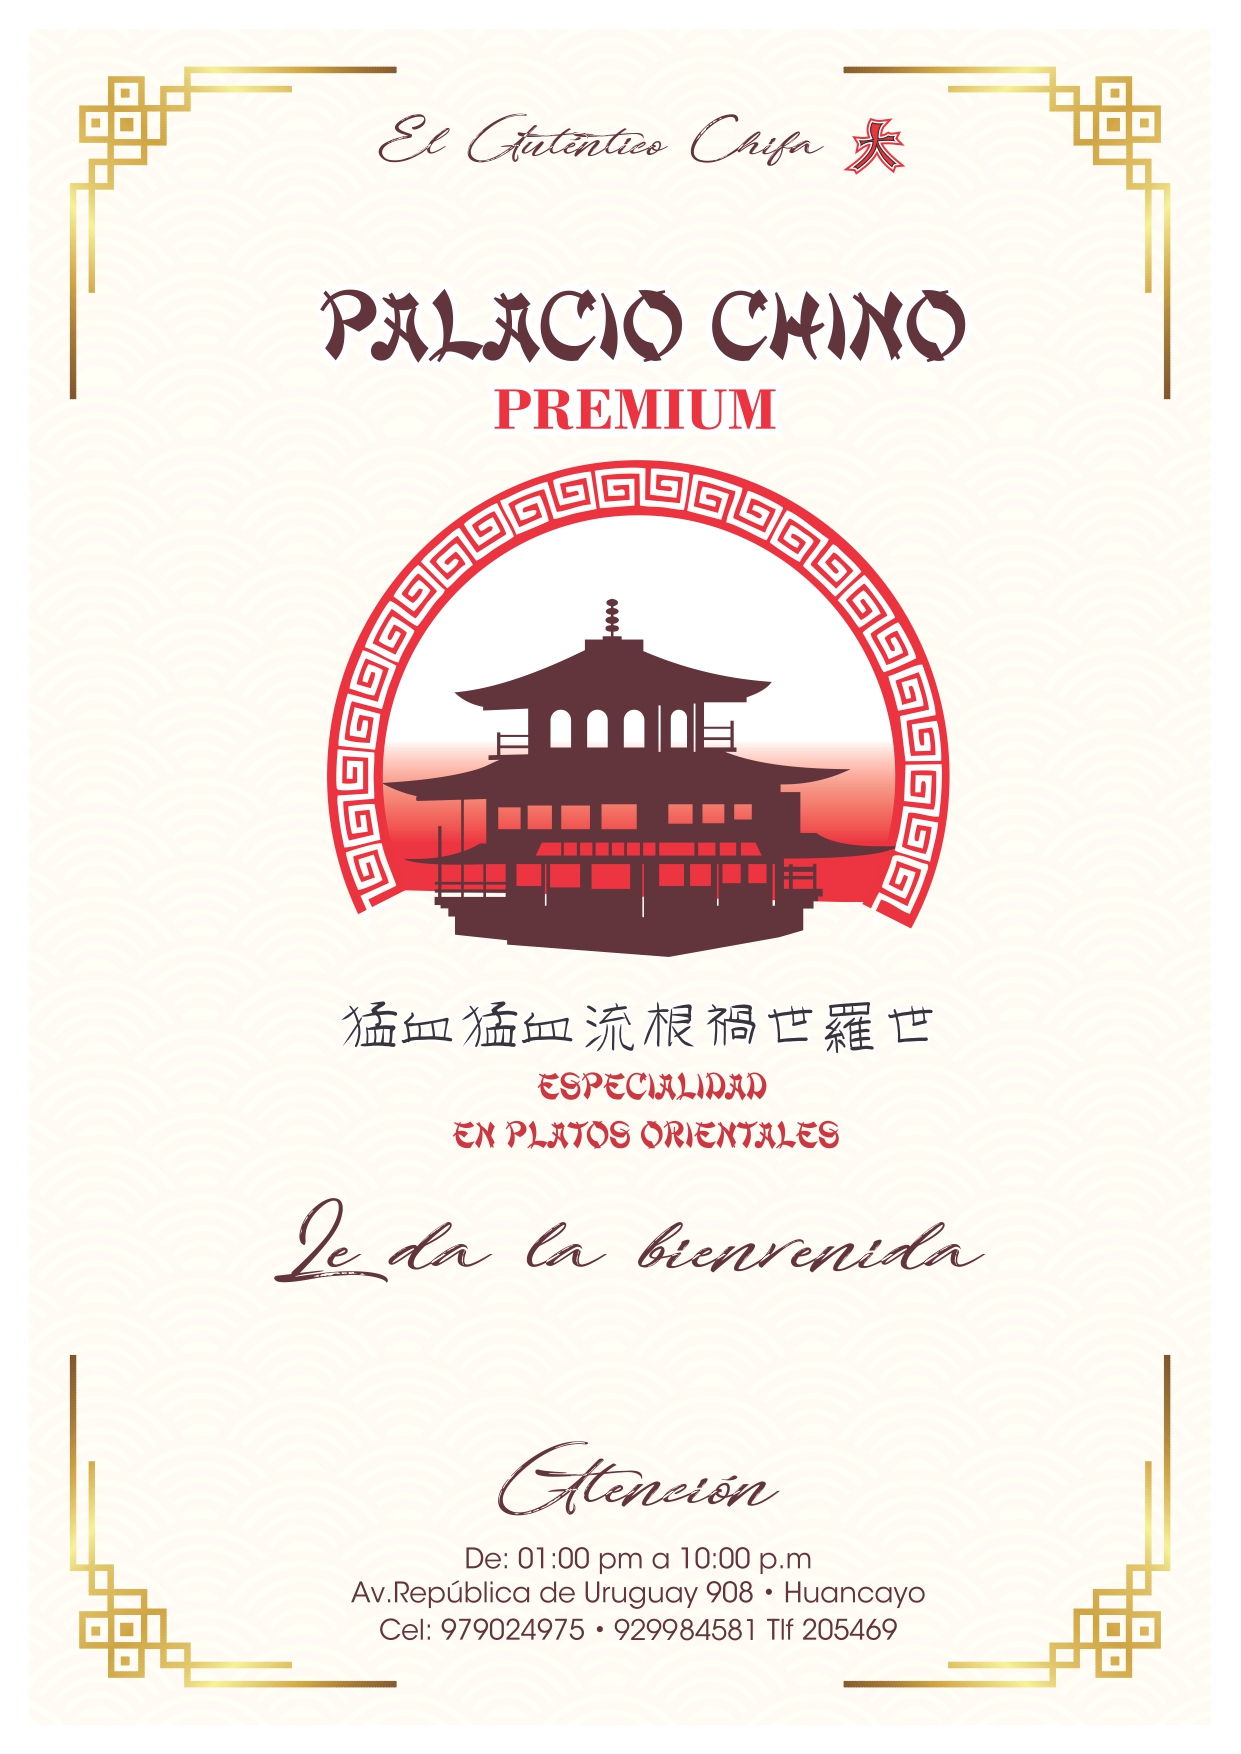 El Auténtico Chifa 大
PALACIO CHINO
PREMIUM
猛血猛血流根禍世羅世
ESPECIALIDAD
EN PLATOS ORIENTALES
Le da la bienvenida
Atención
De: 01:00 pm a 10:00 p.m
Av.República de Uruguay 908 • Huancayo
Cel: 979024975 • 929984581 Tlf 205469